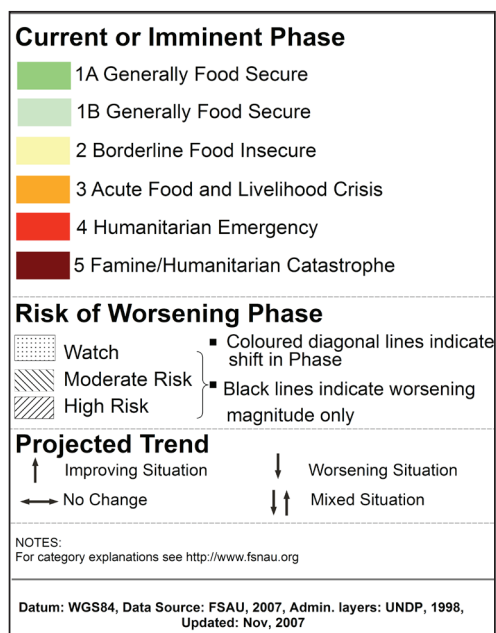 Current or Imminent Phase
1A Generally Food Secure
1B Generally Food Secure
2 Borderline Food Insecure
3 Acute Food and Livelihood Crisis
4 Humanitarian Emergency
5 Famine/Humanitarian Catastrophe
Risk of Worsening Phase
Watch
Moderate Risk
High Risk
▪ Coloured diagonal lines indicate
shift in Phase
▪ Black lines indicate worsening
magnitude only
Projected Trend
Improving Situation
Worsening Situation
No Change
Mixed Situation
NOTES:
For category explanations see http://www.fsnau.org
Datum: WGS84, Data Source: FSAU, 2007, Admin. layers: UNDP, 1998,
Updated: Nov, 2007